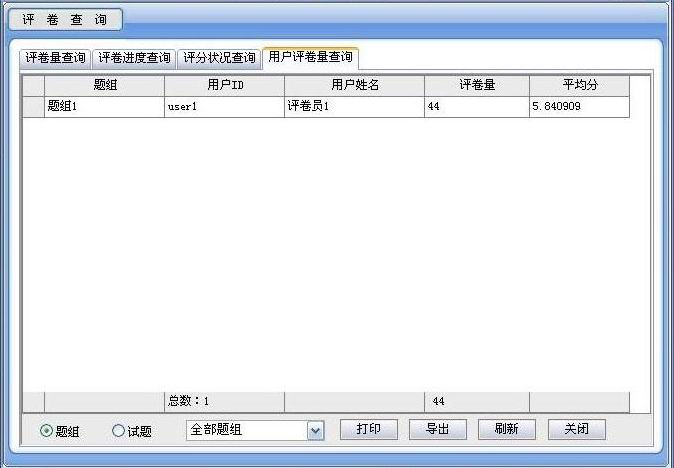 评 卷 查 询
评卷量查询 评卷进度查询 评分状况查询 用户评卷量查询
题组 用户ID 用户姓名 评卷量 平均分
题组1 user1 评卷员1 44 5.840909
总数：1 44
题组 试题 全部题组 打印 导出 刷新 关闭